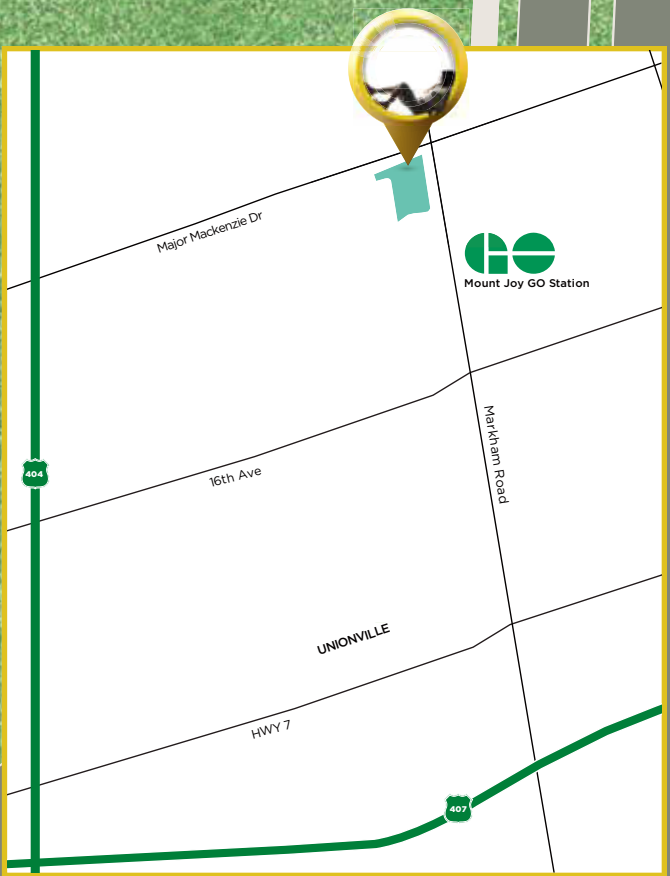 Major Mackenzie Dr
GO
Mount Joy GO Station
Markham Road
404
16th Ave
UNIONVILLE
HWY 7
407